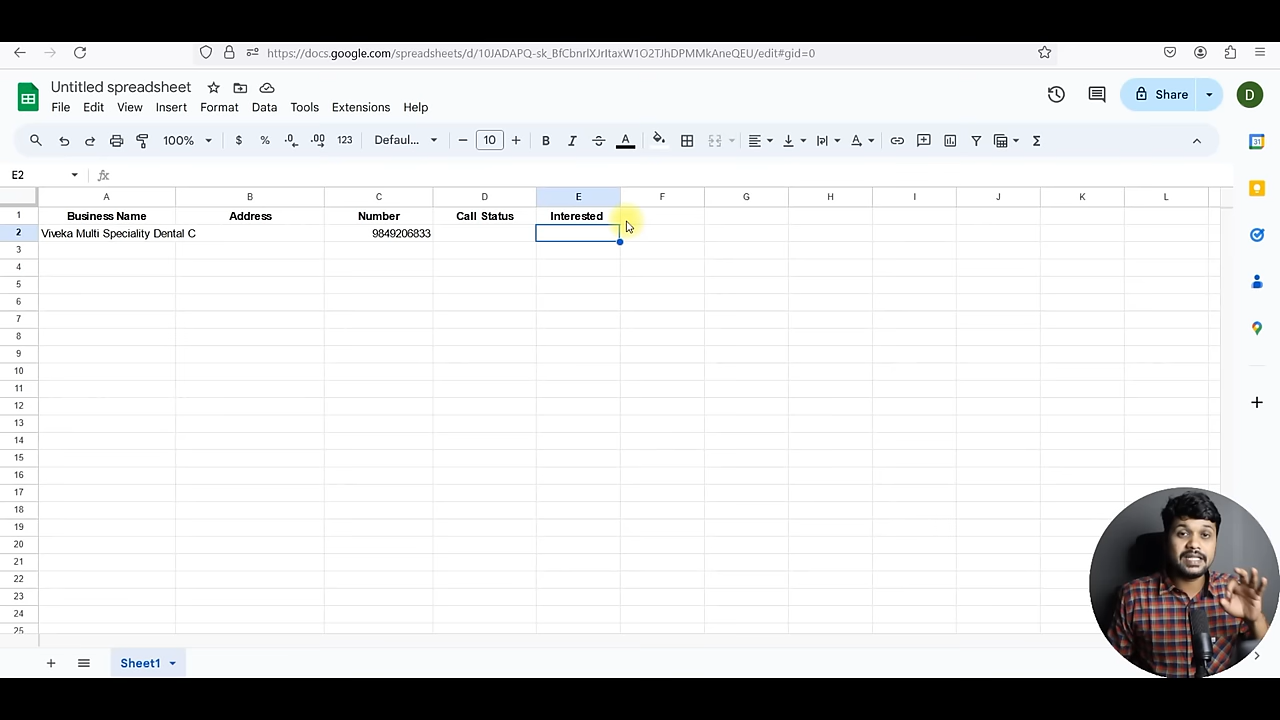 https://docs.google.com/spreadsheets/d/10JADAPQ-sk_BfCbnrlXJrItaxW1O2TJhDPMMkAneQEU/edit#gid=0
Untitled spreadsheet
File Edit View Insert Format Data Tools Extensions Help
Share
D
100% $ % .0 .00 123 Defaul... 10 B I S A
31
E2 fx
A B C D E F G H I J K L
1 Business Name Address Number Call Status Interested
2 Viveka Multi Speciality Dental C 9849206833
3
4
5
6
7
8
9
10
11
12
13
14
15
16
17
18
19
20
21
22
23
24
25
Sheet1